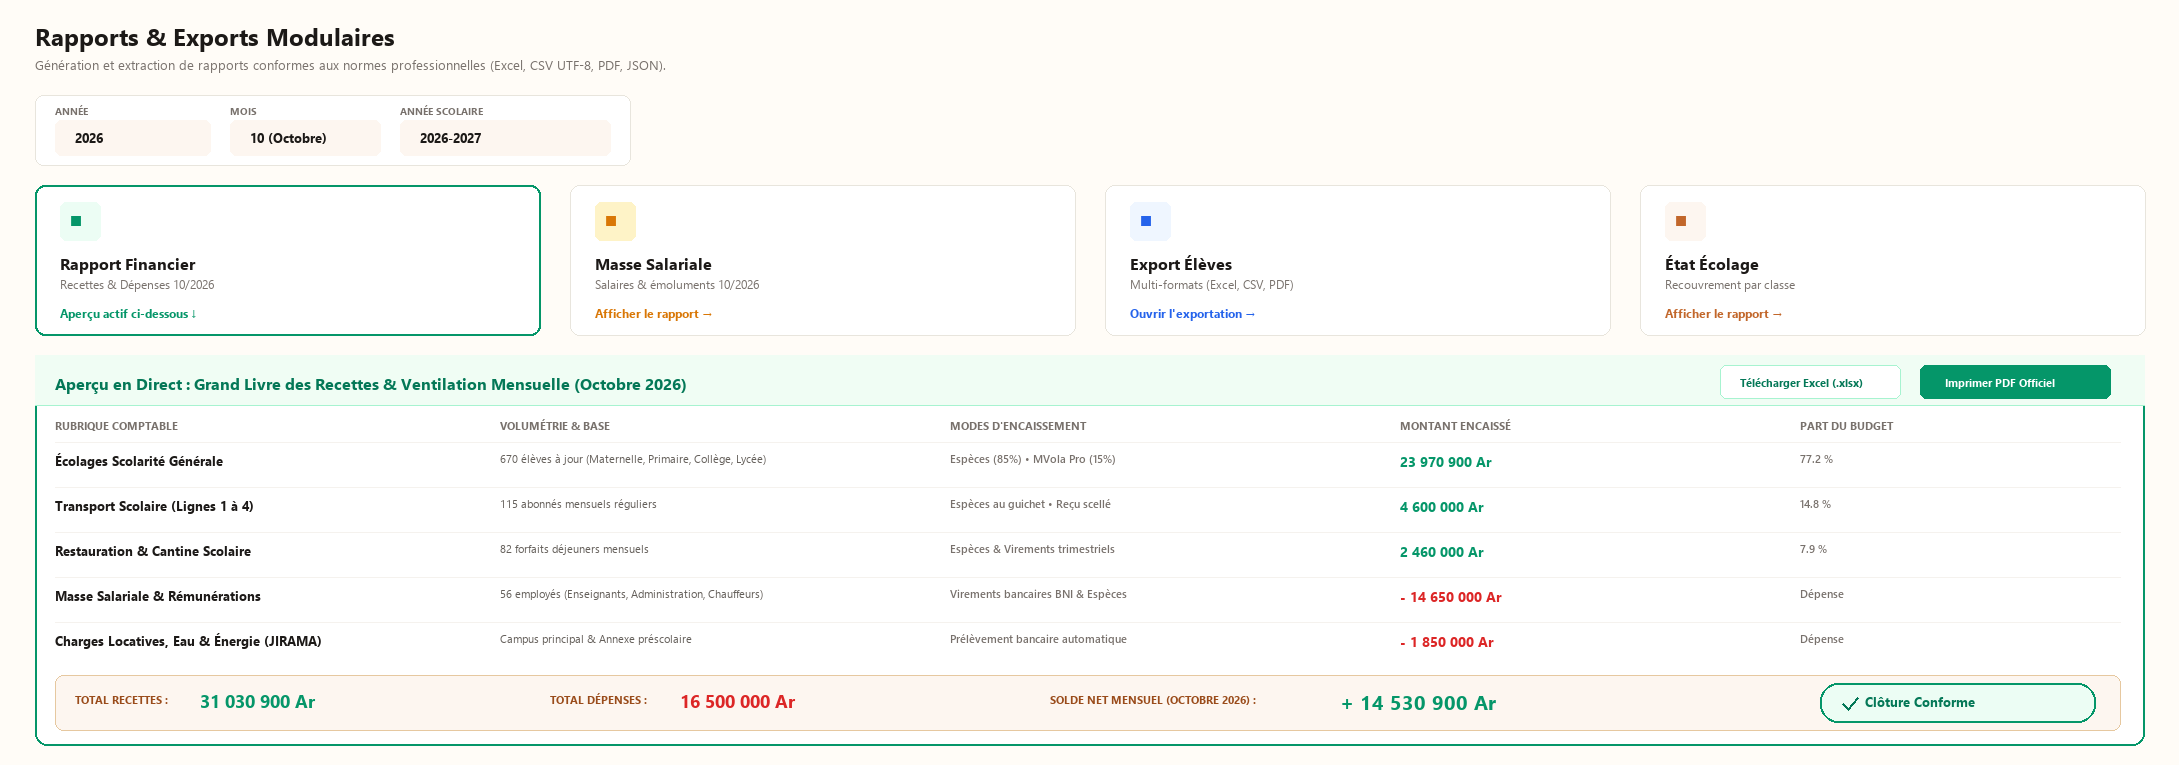 Rapports & Exports Modulaires
Génération et extraction de rapports conformes aux normes professionnelles (Excel, CSV UTF-8, PDF, JSON).
ANNÉE MOIS ANNÉE SCOLAIRE
2026 10 (Octobre) 2026-2027
Rapport Financier
Recettes & Dépenses 10/2026
Aperçu actif ci-dessous ↓
Masse Salariale
Salaires & émoluments 10/2026
Afficher le rapport →
Export Élèves
Multi-formats (Excel, CSV, PDF)
Ouvrir l'exportation →
État Écolage
Recouvrement par classe
Afficher le rapport →
Aperçu en Direct : Grand Livre des Recettes & Ventilation Mensuelle (Octobre 2026) Télécharger Excel (.xlsx) Imprimer PDF Officiel
RUBRIQUE COMPTABLE VOLUMÉTRIE & BASE MODES D'ENCAISSEMENT MONTANT ENCAISSÉ PART DU BUDGET
Écolages Scolarité Générale 670 élèves à jour (Maternelle, Primaire, Collège, Lycée) Espèces (85%) • MVola Pro (15%) 23 970 900 Ar 77.2 %
Transport Scolaire (Lignes 1 à 4) 115 abonnés mensuels réguliers Espèces au guichet • Reçu scellé 4 600 000 Ar 14.8 %
Restauration & Cantine Scolaire 82 forfaits déjeuners mensuels Espèces & Virements trimestriels 2 460 000 Ar 7.9 %
Masse Salariale & Rémunérations 56 employés (Enseignants, Administration, Chauffeurs) Virements bancaires BNI & Espèces - 14 650 000 Ar Dépense
Charges Locatives, Eau & Énergie (JIRAMA) Campus principal & Annexe préscolaire Prélèvement bancaire automatique - 1 850 000 Ar Dépense
TOTAL RECETTES : 31 030 900 Ar TOTAL DÉPENSES : 16 500 000 Ar SOLDE NET MENSUEL (OCTOBRE 2026) : + 14 530 900 Ar ✓ Clôture Conforme